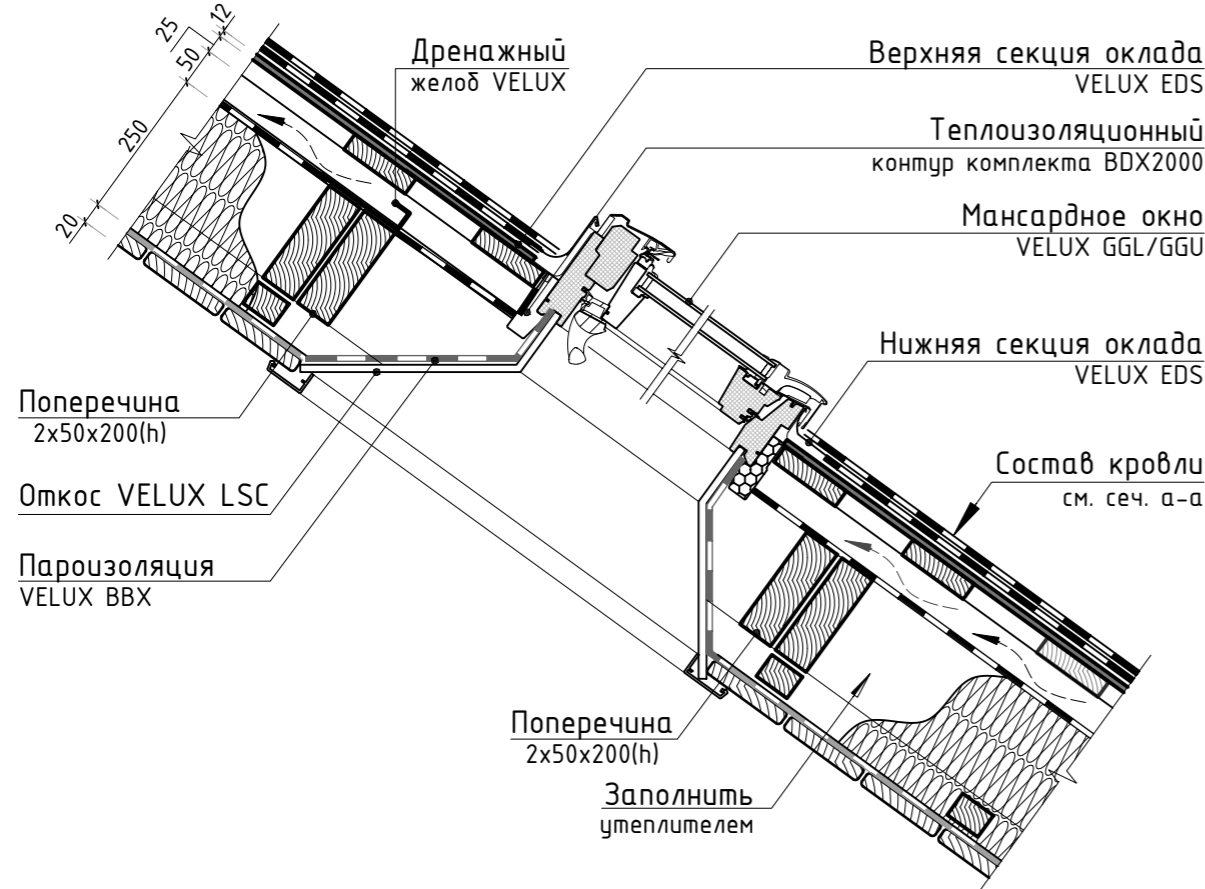 12
25
50
250
20
Дренажный
желоб VELUX
Верхняя секция оклада
VELUX EDS
Теплоизоляционный
контур комплекта BDX2000
Мансардное окно
VELUX GGL/GGU
Нижняя секция оклада
VELUX EDS
Состав кровли
см. сеч. а-а
Поперечина
2х50х200(h)
Откос VELUX LSC
Пароизоляция
VELUX BBX
Поперечина
2х50х200(h)
Заполнить
утеплителем